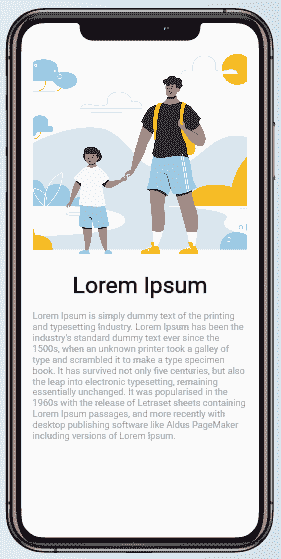 Lorem Ipsum
Lorem Ipsum is simply dummy text of the printing
and typesetting Industry. Lorem Ipsum has been the
industry's standard dummy text ever since the
1500s, when an unknown printer took a galley of
type and scrambled it to make a type specimen
book. It has survived not only five centuries, but also
the leap into electronic typesetting, remaining
essentially unchanged. It was popularised in the
1960s with the release of Letraset sheets containing
Lorem Ipsum passages, and more recently with
desktop publishing software like Aldus PageMaker
including versions of Lorem Ipsum.